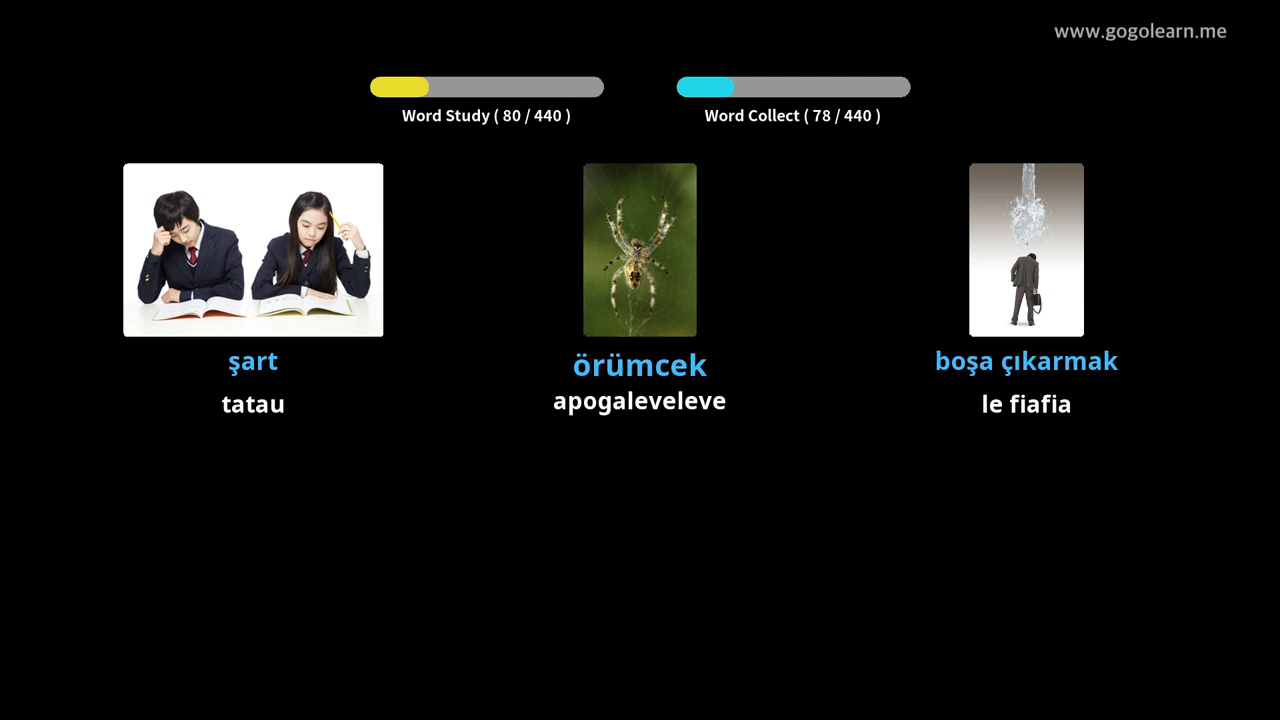 www.gogolearn.me
Word Study ( 80 / 440 )
Word Collect ( 78 / 440 )
şart
tatau
örümcek
apogaleveleve
boşa çıkarmak
le fiafia